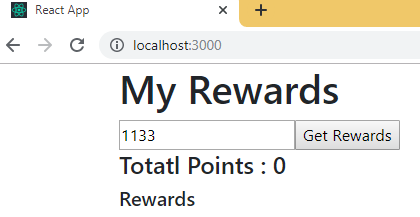 React App
localhost:3000
My Rewards
1133 Get Rewards
Totatl Points : 0
Rewards